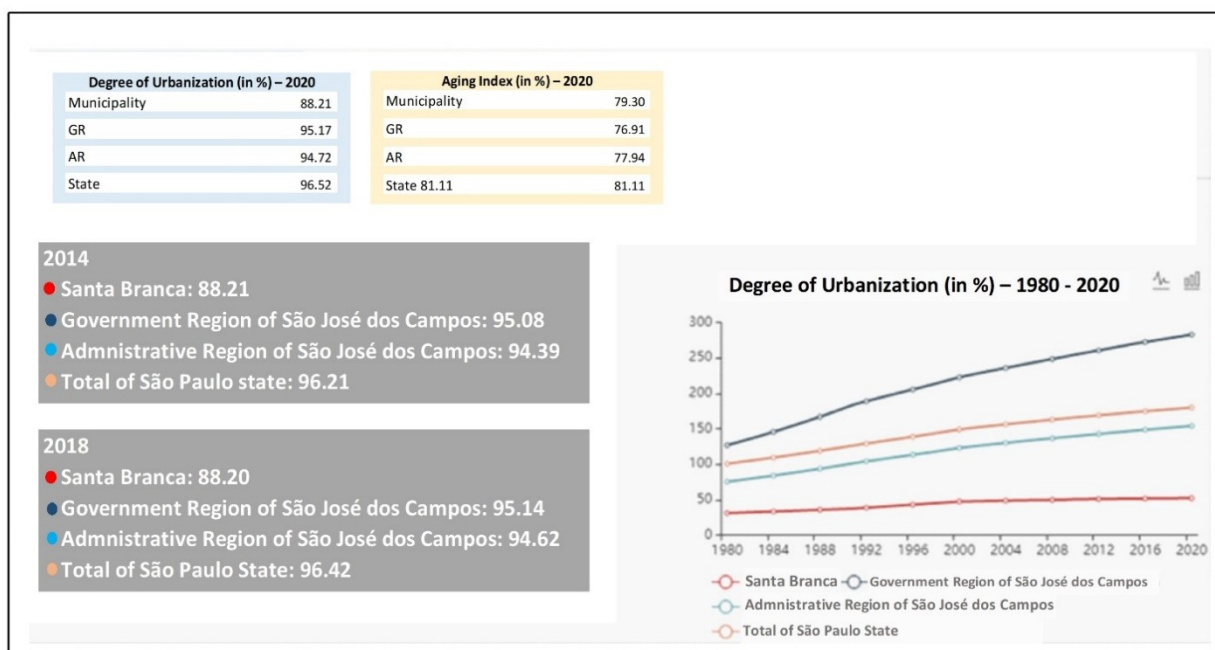 Degree of Urbanization (in %) – 2020
Municipality 88.21
GR 95.17
AR 94.72
State 96.52
Aging Index (in %) – 2020
Municipality 79.30
GR 76.91
AR 77.94
State 81.11 81.11
2014
Santa Branca: 88.21
Government Region of São José dos Campos: 95.08
Admnistrative Region of São José dos Campos: 94.39
Total of São Paulo state: 96.21
2018
Santa Branca: 88.20
Government Region of São José dos Campos: 95.14
Admnistrative Region of São José dos Campos: 94.62
Total of São Paulo State: 96.42
Degree of Urbanization (in %) – 1980 - 2020
300
250
200
150
100
50
0
1980 1984 1988 1992 1996 2000 2004 2008 2012 2016 2020
Santa Branca Government Region of São José dos Campos
Admnistrative Region of São José dos Campos
Total of São Paulo State